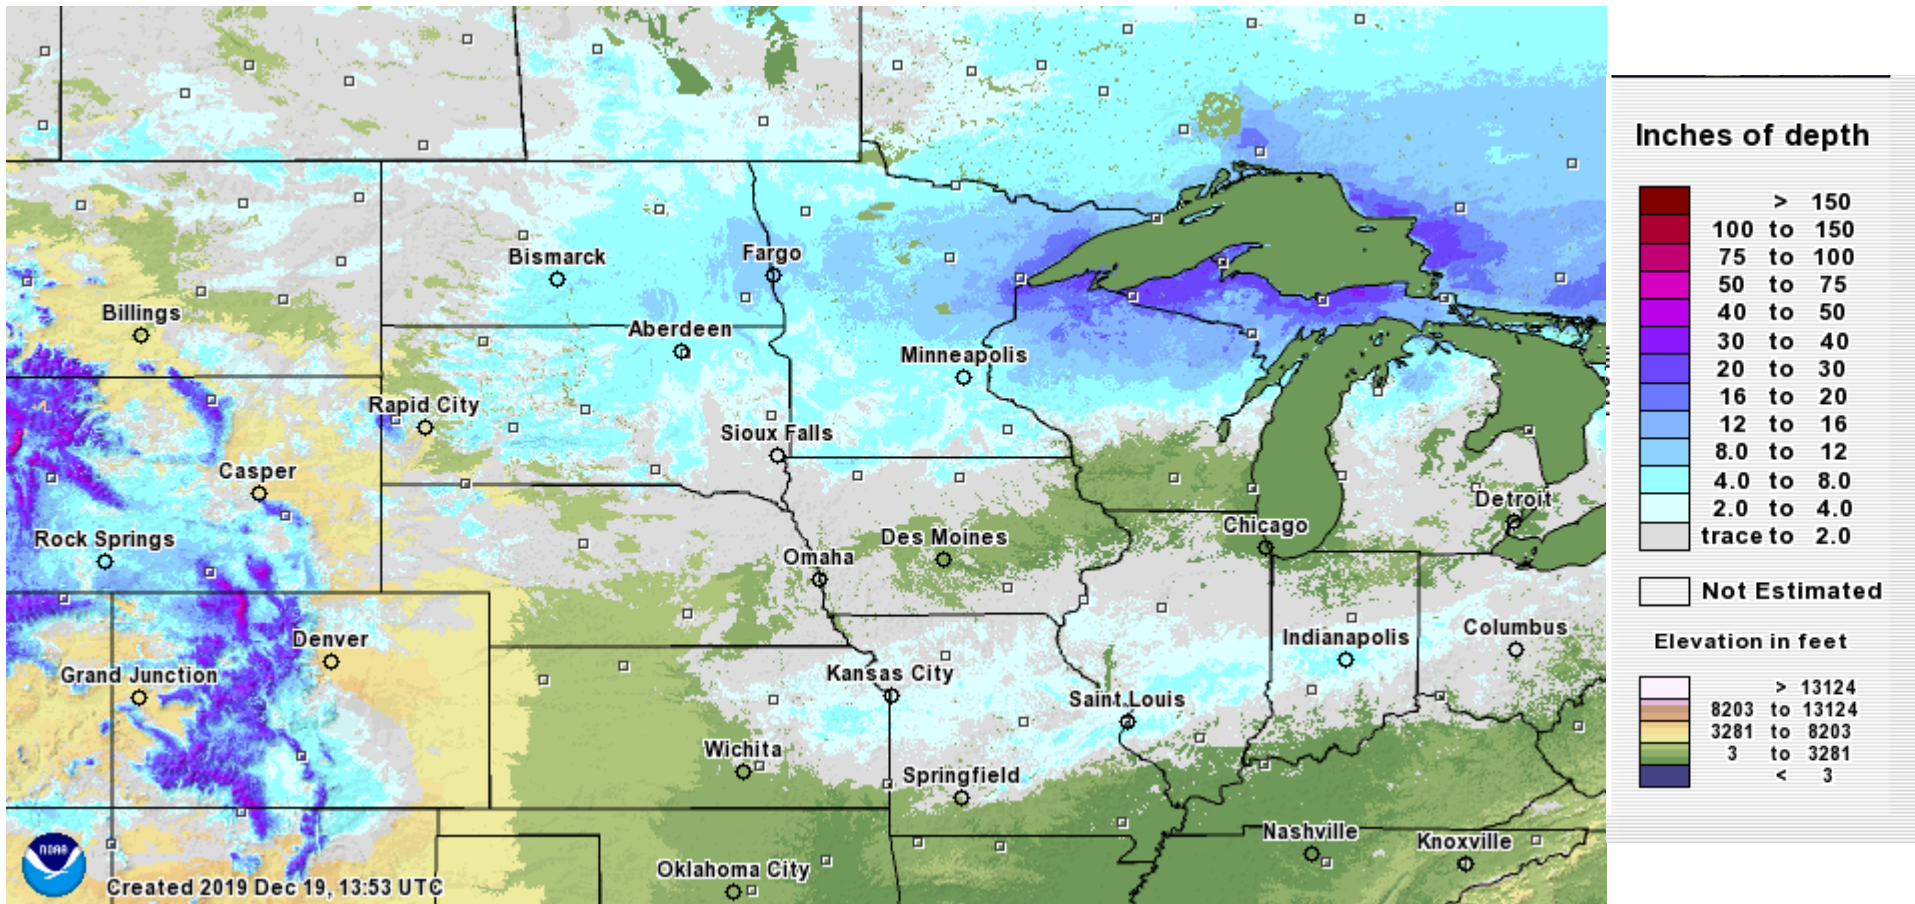 Bismarck
Fargo
Billings
Aberdeen
Minneapolis
Rapid City
Sioux Falls
Casper
Detroit
Rock Springs
Des Moines
Chicago
Omaha
Denver
Indianapolis
Columbus
Grand Junction
Kansas City
Saint Louis
Wichita
Springfield
Nashville
Knoxville
Oklahoma City
noaa
Created 2019 Dec 19, 13:53 UTC
Inches of depth
> 150
100 to 150
75 to 100
50 to 75
40 to 50
30 to 40
20 to 30
16 to 20
12 to 16
8.0 to 12
4.0 to 8.0
2.0 to 4.0
trace to 2.0
Not Estimated
Elevation in feet
> 13124
8203 to 13124
3281 to 8203
3 to 3281
< 3